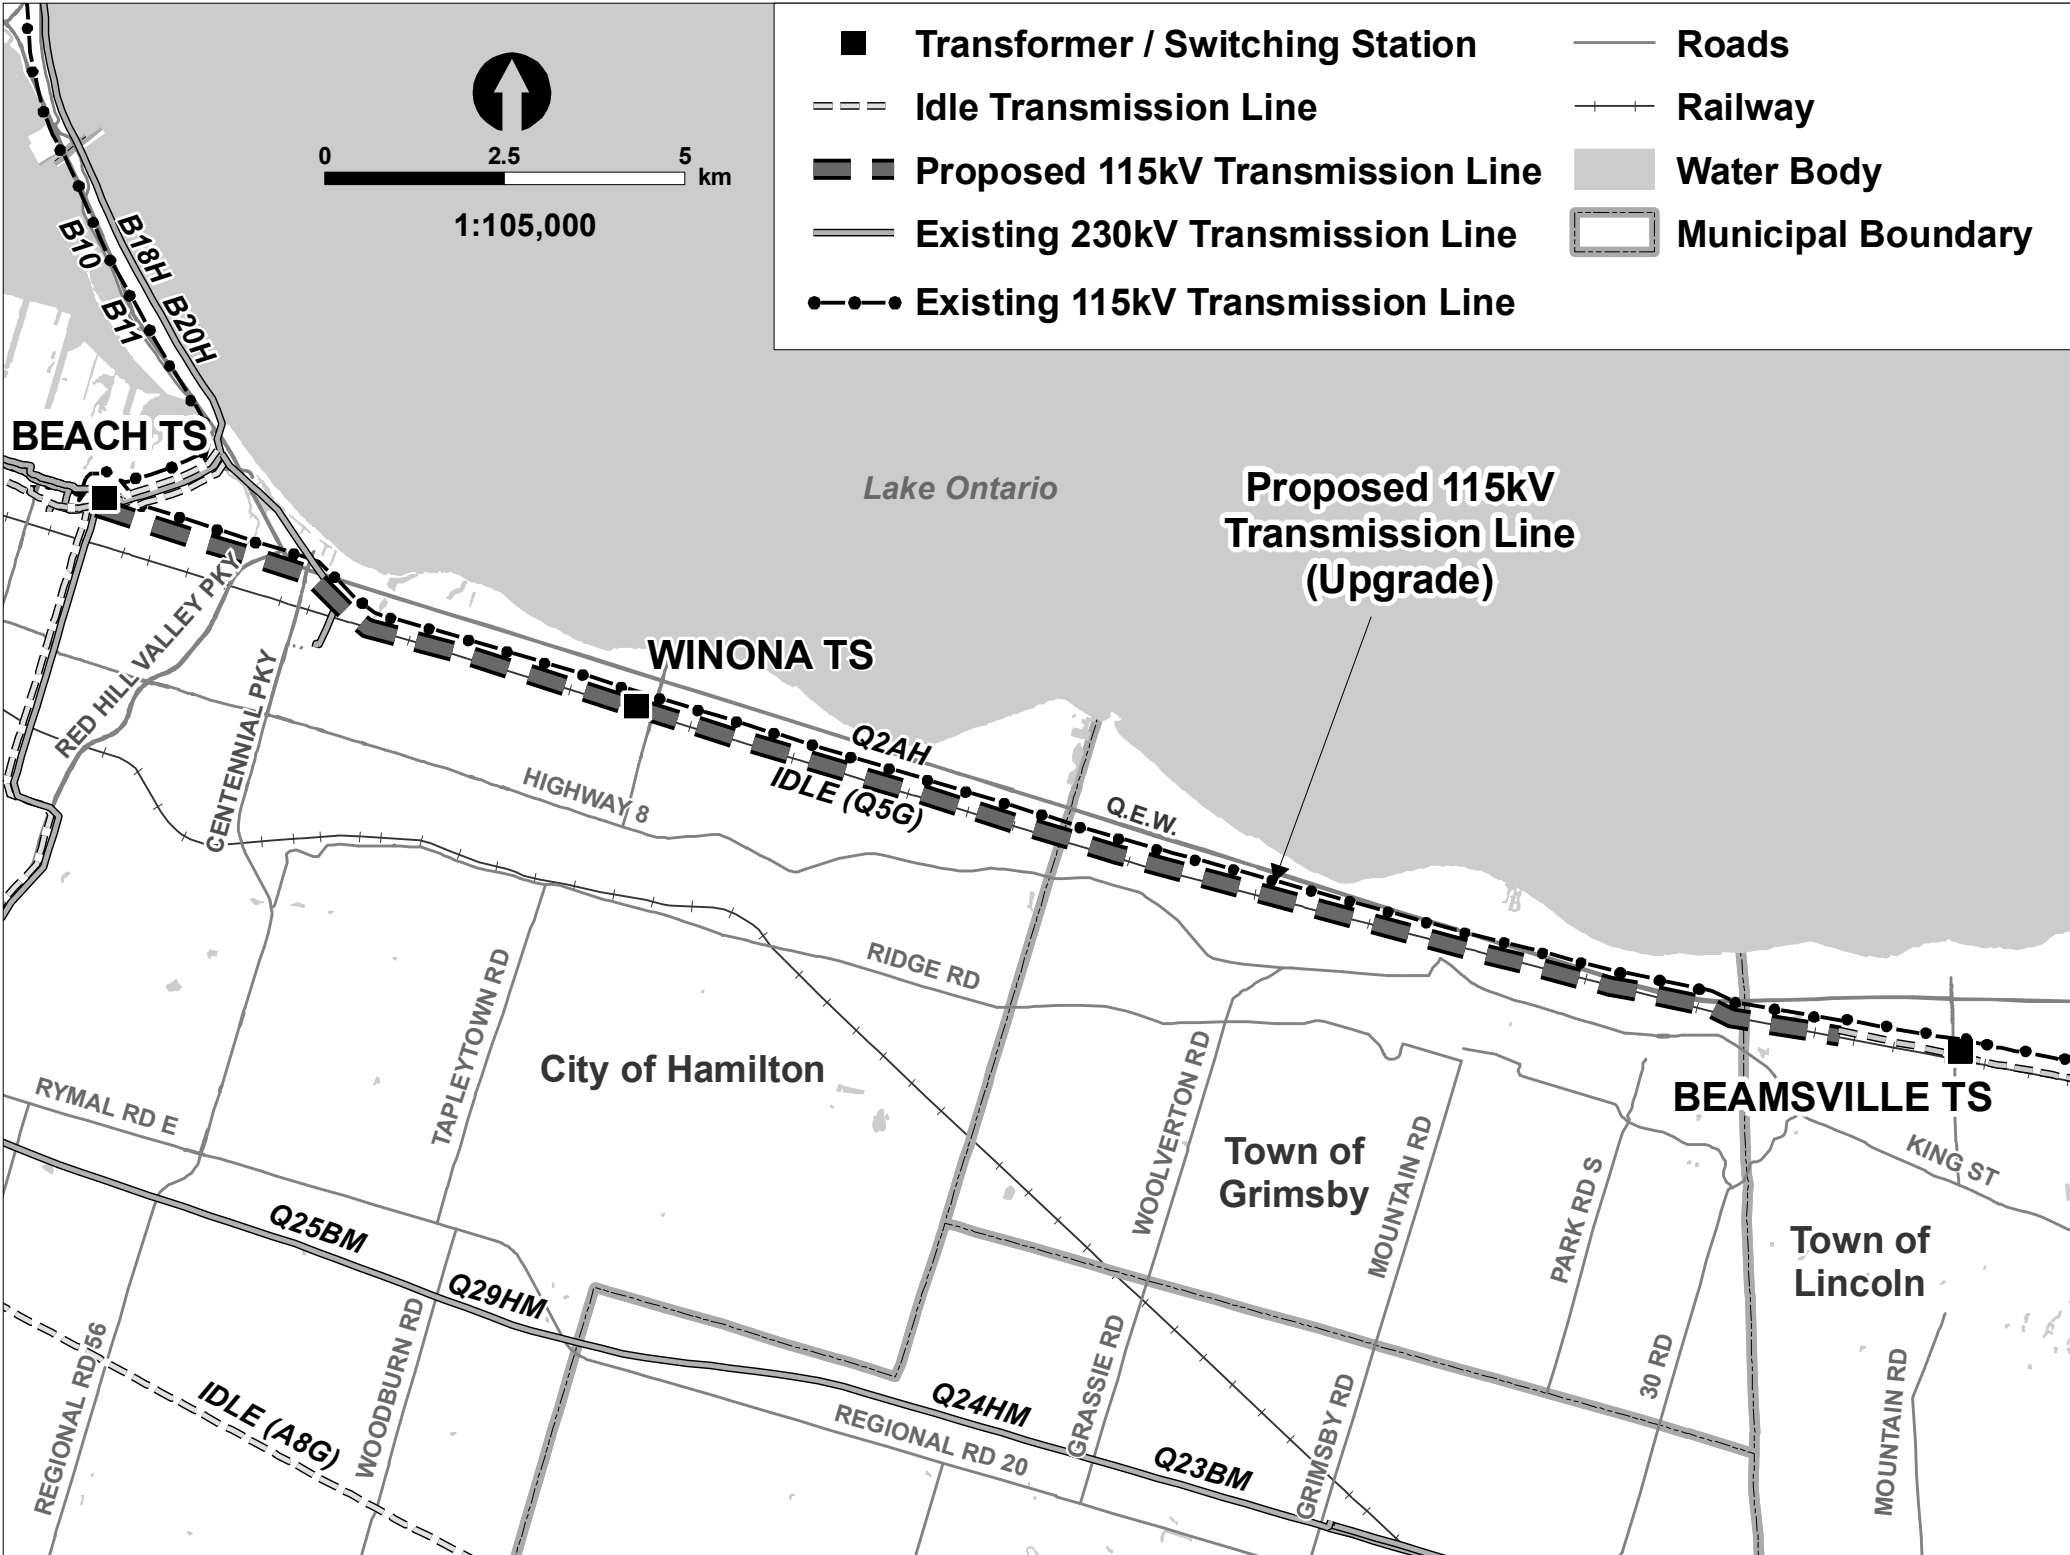 Transformer / Switching Station
Idle Transmission Line
Proposed 115kV Transmission Line
Existing 230kV Transmission Line
Existing 115kV Transmission Line
Roads
Railway
Water Body
Municipal Boundary
0 2.5 5
km
1:105,000
B10
B18H
B11
B20H
BEACH TS
Lake Ontario
Proposed 115kV
Transmission Line
(Upgrade)
WINONA TS
RED HILL VALLEY PKY
CENTENNIAL PKY
Q2AH
IDLE (Q5G)
HIGHWAY 8
Q.E.W.
RIDGE RD
TAPLEYTOWN RD
City of Hamilton
BEAMSVILLE TS
RYMAL RD E
WOOLVERTON RD
Town of
Grimsby
MOUNTAIN RD
PARK RD S
KING ST
Town of
Lincoln
Q25BM
Q29HM
REGIONAL RD 56
WOODBURN RD
IDLE (A8G)
Q24HM
REGIONAL RD 20
GRASSIE RD
Q23BM
GRIMSBY RD
30 RD
MOUNTAIN RD